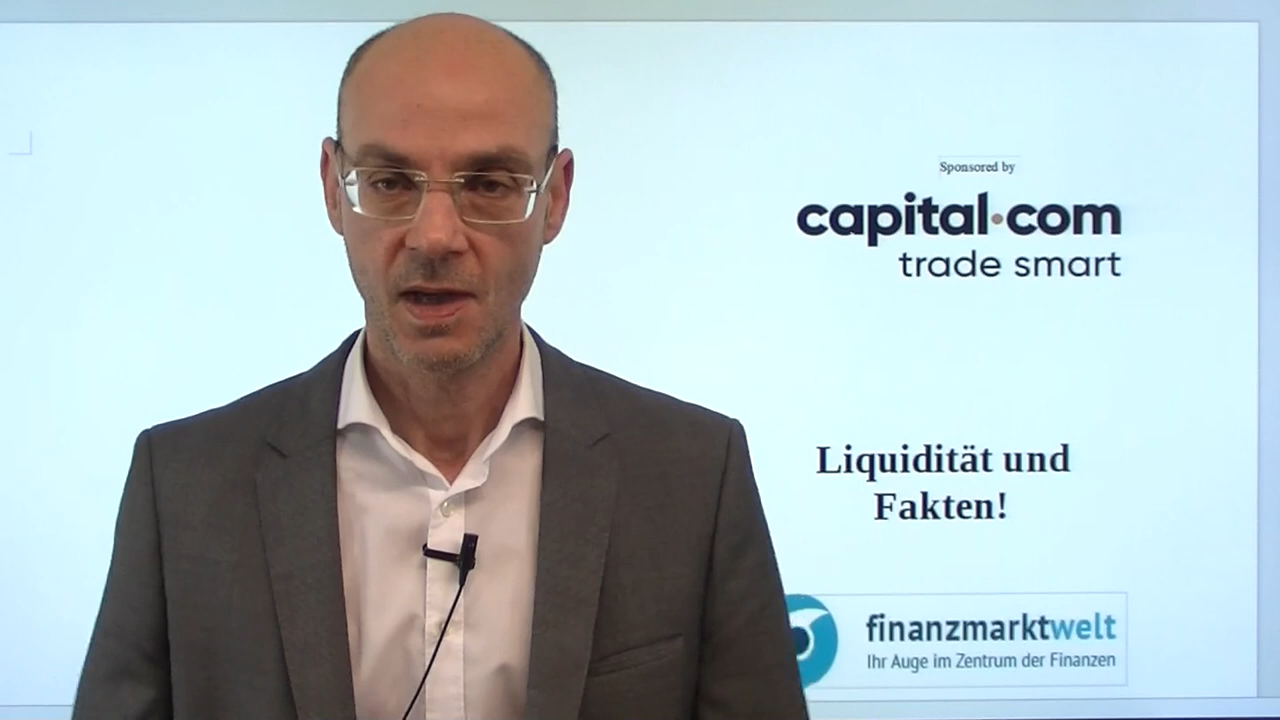 Sponsored by
capital.com
trade smart
Liquidität und
Fakten!
finanzmarktwelt
Ihr Auge im Zentrum der Finanzen